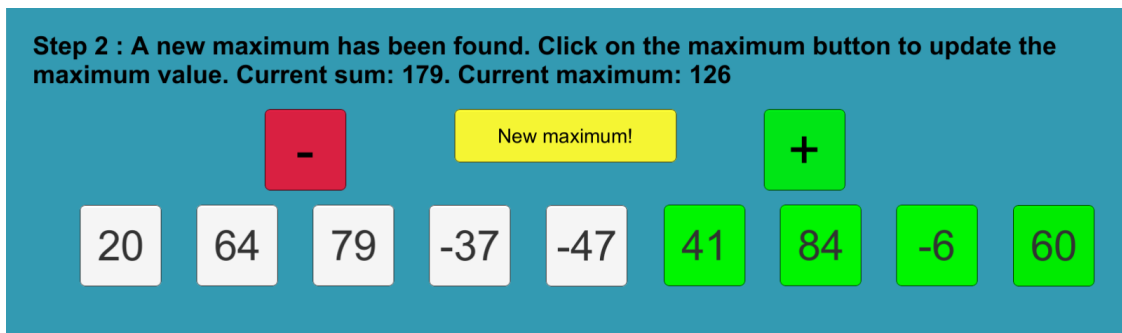 Step 2 : A new maximum has been found. Click on the maximum button to update the
maximum value. Current sum: 179. Current maximum: 126
- New maximum! +
20 64 79 -37 -47 41 84 -6 60